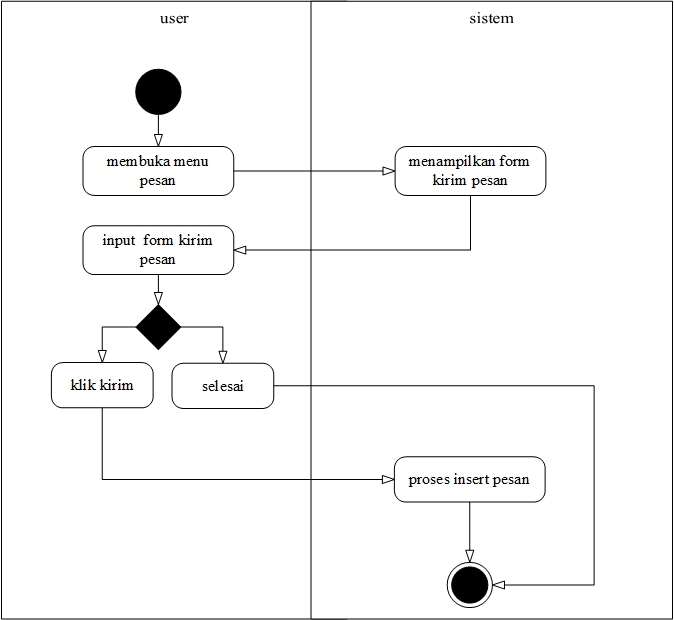 user
sistem
membuka menu
pesan
menampilkan form
kirim pesan
input form kirim
pesan
klik kirim
selesai
proses insert pesan